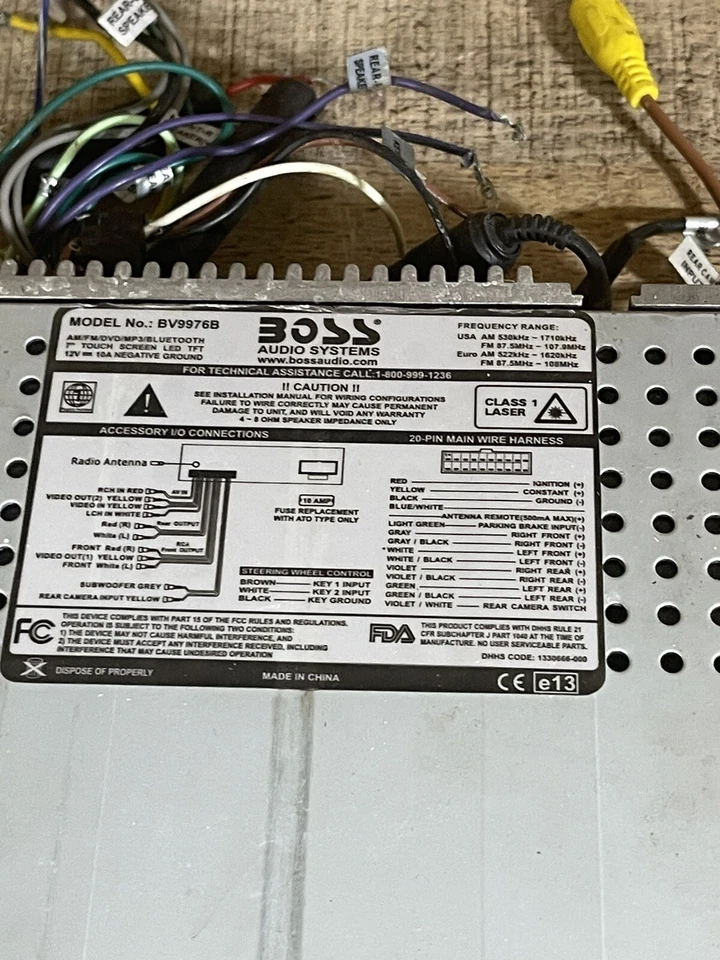 REAR-
SPEAKE
REAR-
SPEAKE
REAR CAM
INPUT
MODEL No.: BV9976B
AM/FM/DVD/MP3/BLUETOOTH
7" TOUCH SCREEN LED TFT
12V 10A NEGATIVE GROUND
BOSS
AUDIO SYSTEMS
www.bossaudio.com
FREQUENCY RANGE:
USA AM 530kHz ~ 1710kHz
FM 87.5MHz ~ 107.9MHz
Euro AM 522kHz ~ 1620kHz
FM 87.5MHz ~ 108MHz
FOR TECHNICAL ASSISTANCE CALL:1-800-999-1236
!! CAUTION !!
SEE INSTALLATION MANUAL FOR WIRING CONFIGURATIONS
FAILURE TO WIRE CORRECTLY MAY CAUSE PERMANENT
DAMAGE TO UNIT, AND WILL VOID ANY WARRANTY
4 ~ 8 OHM SPEAKER IMPEDANCE ONLY
CLASS 1
LASER
ACCESSORY I/O CONNECTIONS
Radio Antenna
RCH IN RED
VIDEO OUT(2) YELLOW
VIDEO IN YELLOW
LCH IN WHITE
AV IN
Red (R)
White (L)
Rear OUTPUT
FRONT Red (R)
VIDEO OUT(1) YELLOW
FRONT White (L)
RCA
Front OUTPUT
SUBWOOFER GREY
REAR CAMERA INPUT YELLOW
10 AMP
FUSE REPLACEMENT
WITH ATO TYPE ONLY
STEERING WHEEL CONTROL
BROWN KEY 1 INPUT
WHITE KEY 2 INPUT
BLACK KEY GROUND
20-PIN MAIN WIRE HARNESS
RED IGNITION (+)
YELLOW CONSTANT (+)
BLACK GROUND (-)
BLUE/WHITE
ANTENNA REMOTE(500mA MAX)(+)
LIGHT GREEN PARKING BRAKE INPUT(-)
GRAY RIGHT FRONT (+)
GRAY / BLACK RIGHT FRONT (-)
WHITE LEFT FRONT (+)
WHITE / BLACK LEFT FRONT (-)
VIOLET RIGHT REAR (+)
VIOLET / BLACK RIGHT REAR (-)
GREEN LEFT REAR (+)
GREEN / BLACK LEFT REAR (-)
VIOLET / WHITE REAR CAMERA SWITCH
FC
THIS DEVICE COMPLIES WITH PART 15 OF THE FCC RULES AND REGULATIONS.
OPERATION IS SUBJECT TO THE FOLLOWING TWO CONDITIONS:
1) THE DEVICE MAY NOT CAUSE HARMFUL INTERFERENCE, AND
2) THE DEVICE MUST ACCEPT ANY INTERFERENCE RECEIVED, INCLUDING
INTERFERENCE THAT MAY CAUSE UNDESIRED OPERATION
FDA
THIS PRODUCT COMPLIES WITH DHHS RULE 21
CFR SUBCHAPTER J PART 1040 AT THE TIME OF
MANUFACTURE. NO USER SERVICEABLE PARTS.
DHHS CODE: 1330666-000
DISPOSE OF PROPERLY
MADE IN CHINA
CE e13